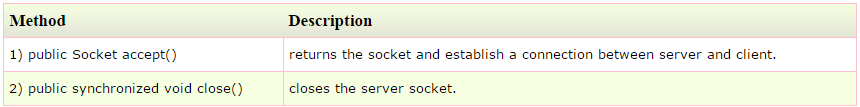 Method Description
1) public Socket accept() returns the socket and establish a connection between server and client.
2) public synchronized void close() closes the server socket.